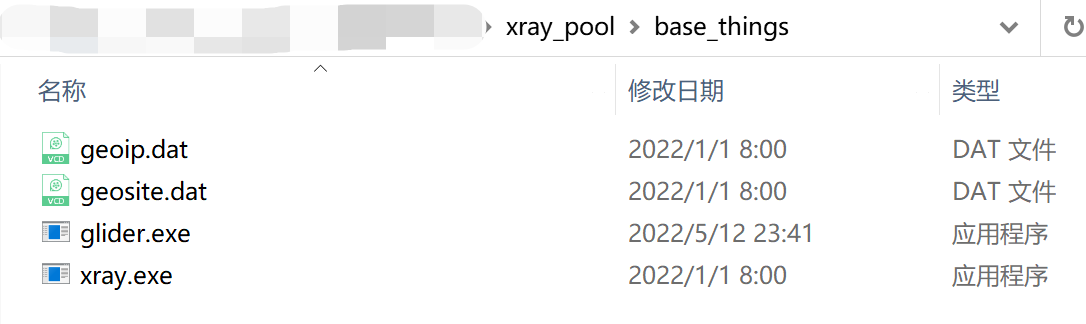 xray_pool base_things
名称 修改日期 类型
VCD geoip.dat 2022/1/1 8:00 DAT 文件
VCD geosite.dat 2022/1/1 8:00 DAT 文件
glider.exe 2022/5/12 23:41 应用程序
xray.exe 2022/1/1 8:00 应用程序